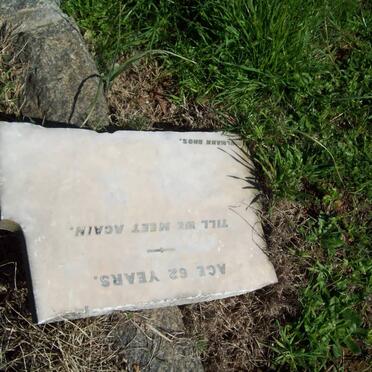 AGE 62 YEARS.
TILL WE MEET AGAIN.
BROS.